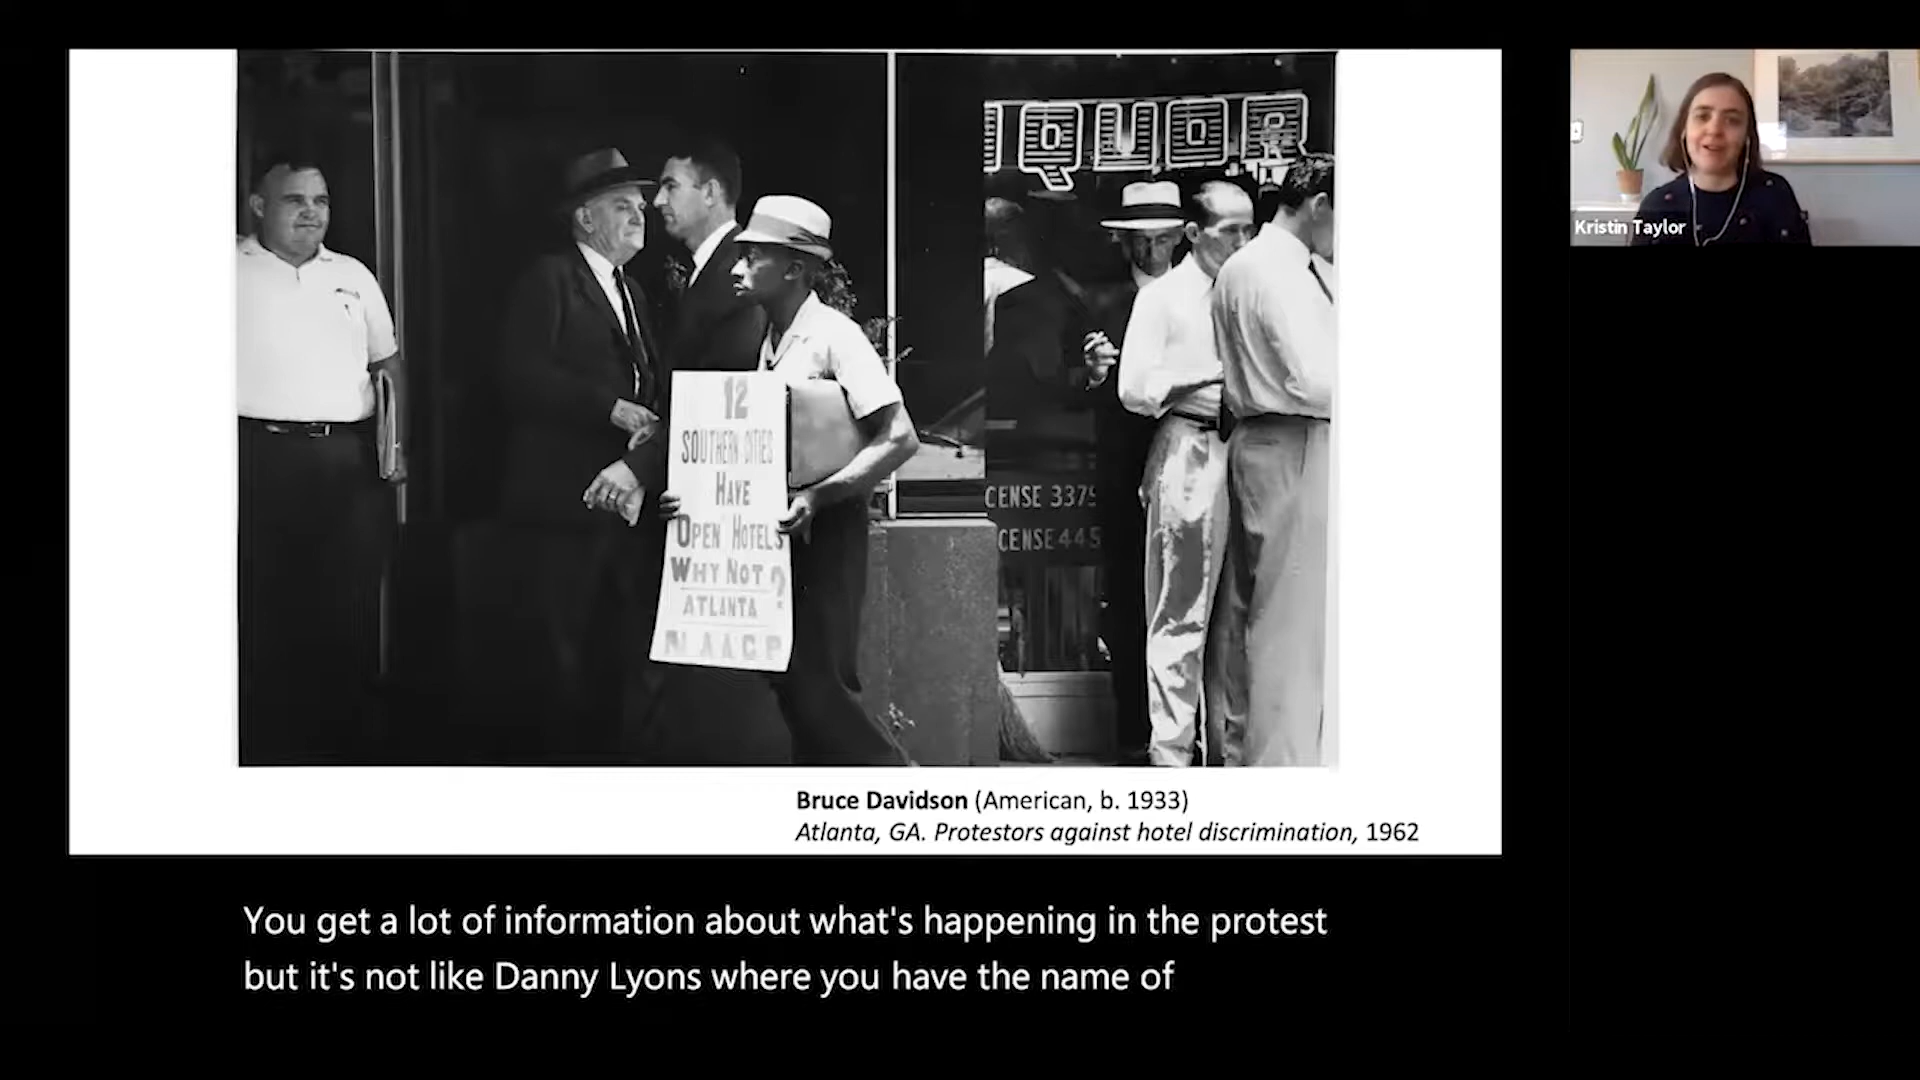 IQUOR
12
SOUTHERN CITIES
HAVE
OPEN HOTELS
WHY NOT?
ATLANTA
NAACP
CENSE 3375
CENSE 445
Kristin Taylor
Bruce Davidson (American, b. 1933)
Atlanta, GA. Protestors against hotel discrimination, 1962
You get a lot of information about what's happening in the protest
but it's not like Danny Lyons where you have the name of